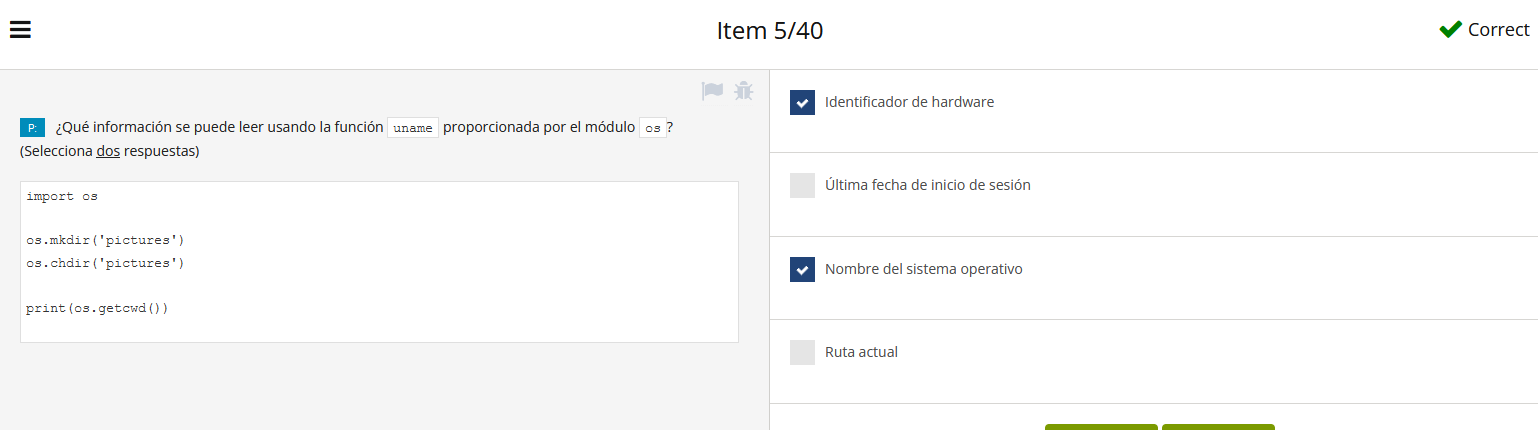 Item 5/40
Correct
P: ¿Qué información se puede leer usando la función uname proporcionada por el módulo os?
(Selecciona dos respuestas)
import os
os.mkdir('pictures')
os.chdir('pictures')
print(os.getcwd())
Identificador de hardware
Última fecha de inicio de sesión
Nombre del sistema operativo
Ruta actual